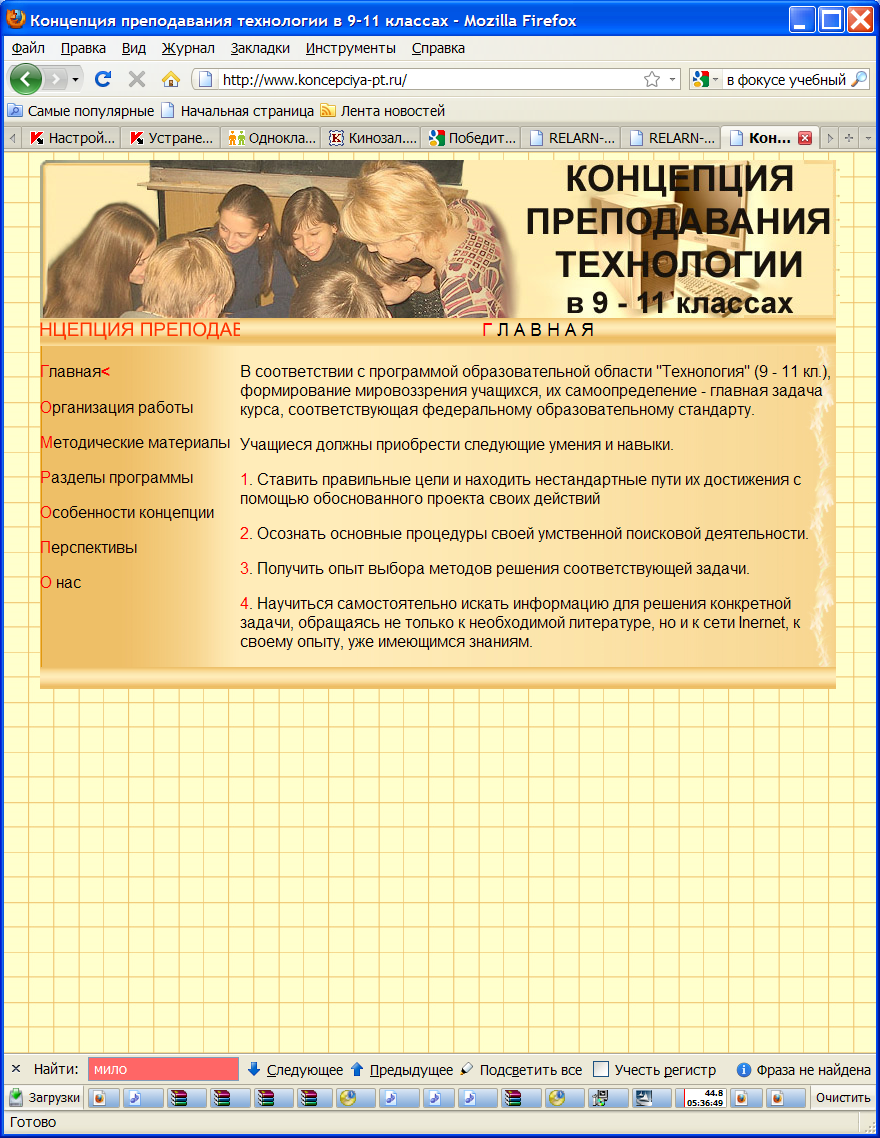 Концепция преподавания технологии в 9-11 классах - Mozilla Firefox
Файл Правка Вид Журнал Закладки Инструменты Справка
http://www.koncepciya-pt.ru/ в фокусе учебный
Самые популярные Начальная страница Лента новостей
Настрой... Устране... Однокла... Кинозал.... Победит... RELARN-... RELARN-... Кон...
КОНЦЕПЦИЯ
ПРЕПОДАВАНИЯ
ТЕХНОЛОГИИ
в 9 - 11 классах
НЦЕПЦИЯ ПРЕПОДАВ
Г Л А В Н А Я
Главная<
Организация работы
Методические материалы
Разделы программы
Особенности концепции
Перспективы
О нас
В соответствии с программой образовательной области "Технология" (9 - 11 кл.),
формирование мировоззрения учащихся, их самоопределение - главная задача
курса, соответствующая федеральному образовательному стандарту.
Учащиеся должны приобрести следующие умения и навыки.
1. Ставить правильные цели и находить нестандартные пути их достижения с
помощью обоснованного проекта своих действий
2. Осознать основные процедуры своей умственной поисковой деятельности.
3. Получить опыт выбора методов решения соответствующей задачи.
4. Научиться самостоятельно искать информацию для решения конкретной
задачи, обращаясь не только к необходимой литературе, но и к сети Inernet, к
своему опыту, уже имеющимся знаниям.
Найти: мило Следующее Предыдущее Подсветить все Учесть регистр Фраза не найдена
Загрузки 44.8 Очистить
05:36:49
Готово